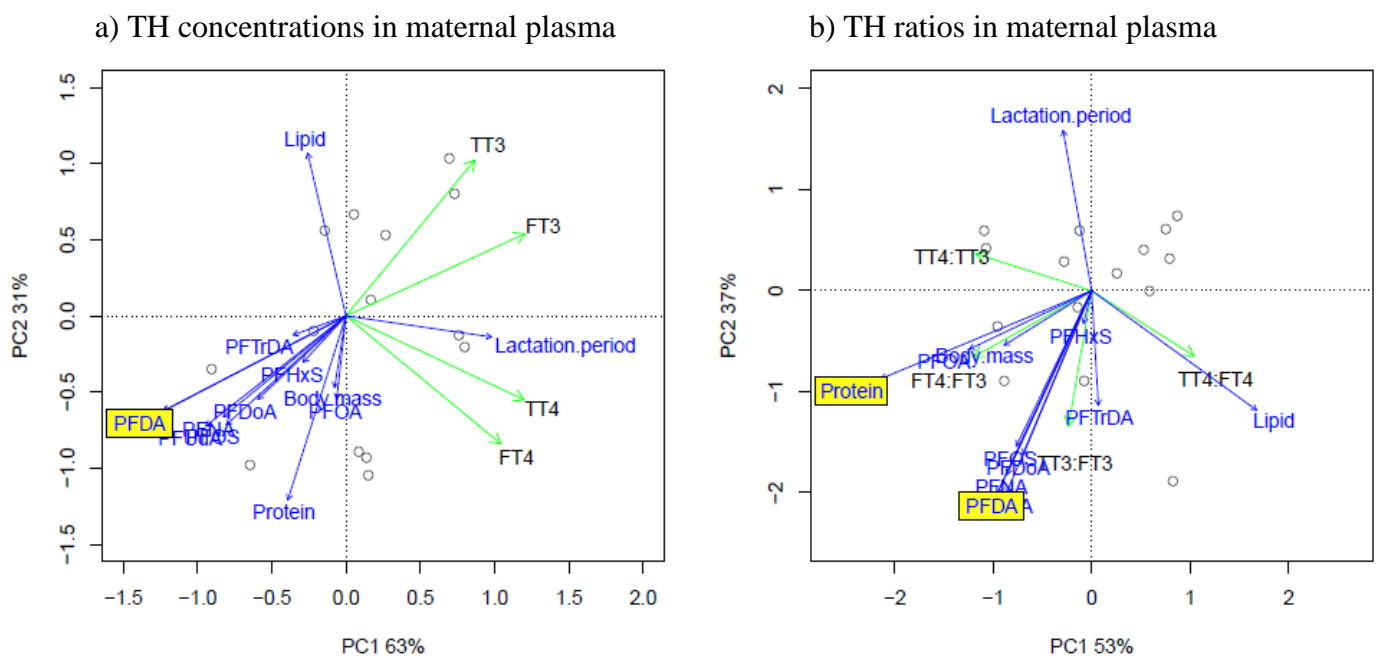 a) TH concentrations in maternal plasma
1.5
1.0
0.5
0.0
−0.5
−1.0
−1.5
PC2 31%
Lipid
TT3
FT3
Lactation.period
PFTrDA
PFHxS
Body.mass
PFDoA
PFOA
TT4
PFDA
PFNA
FT4
Protein
−1.5 −1.0 −0.5 0.0 0.5 1.0 1.5 2.0
PC1 63%
b) TH ratios in maternal plasma
2
1
0
−1
−2
PC2 37%
Lactation.period
TT4:TT3
PFHxS
Body.mass
PFOA
FT4:FT3
TT4:FT4
Protein
PFTrDA
Lipid
PFOS
PFDoA
TT3:FT3
PFNA
PFDA
−2 −1 0 1 2
PC1 53%